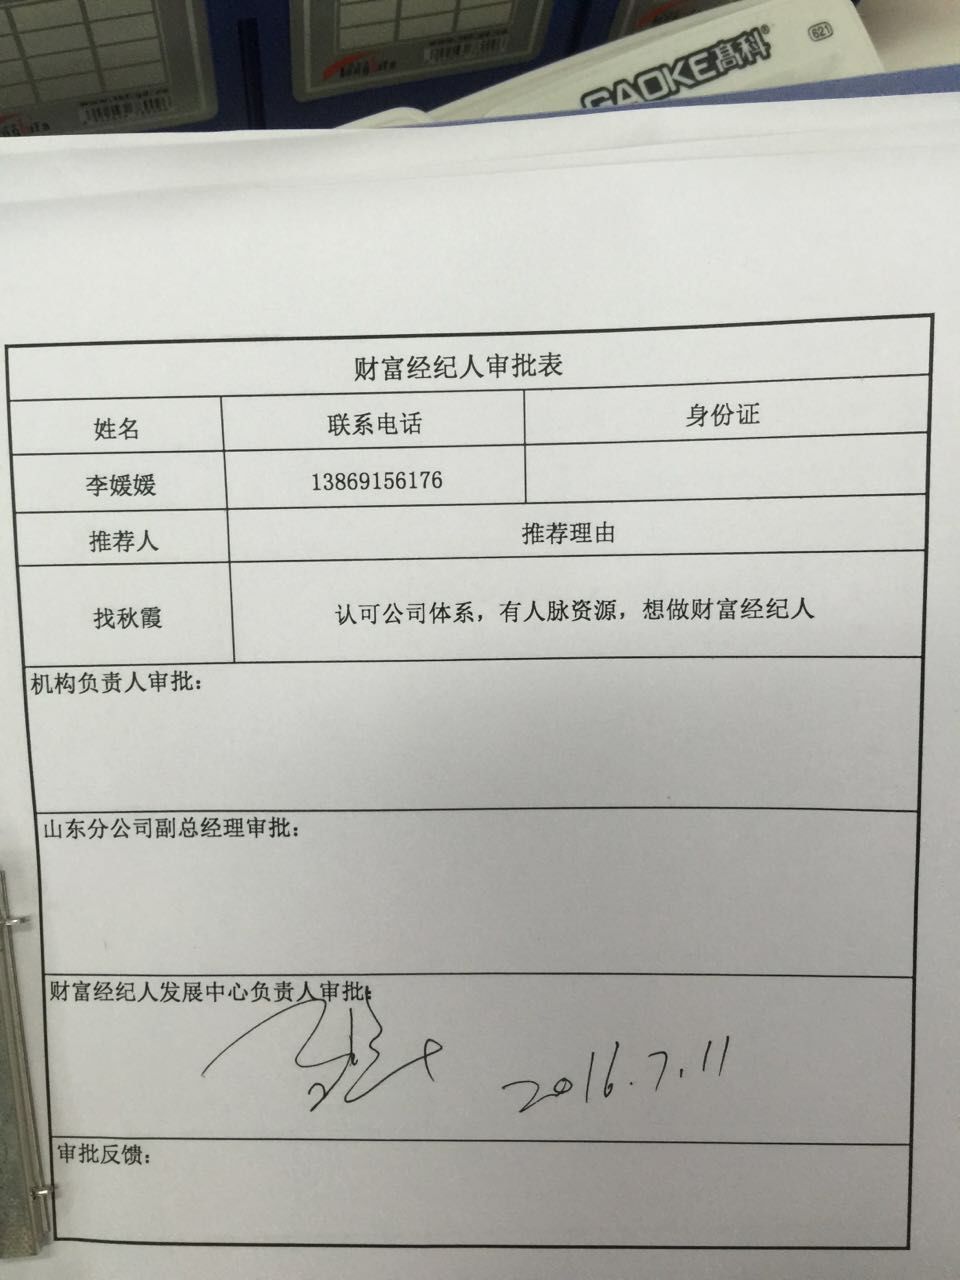 GAOKE高科®
621
财富经纪人审批表
姓名 联系电话 身份证
李媛媛 13869156176
推荐人 推荐理由
找秋霞 认可公司体系，有人脉资源，想做财富经纪人
机构负责人审批：
山东分公司副总经理审批：
财富经纪人发展中心负责人审批：
2016.7.11
审批反馈：